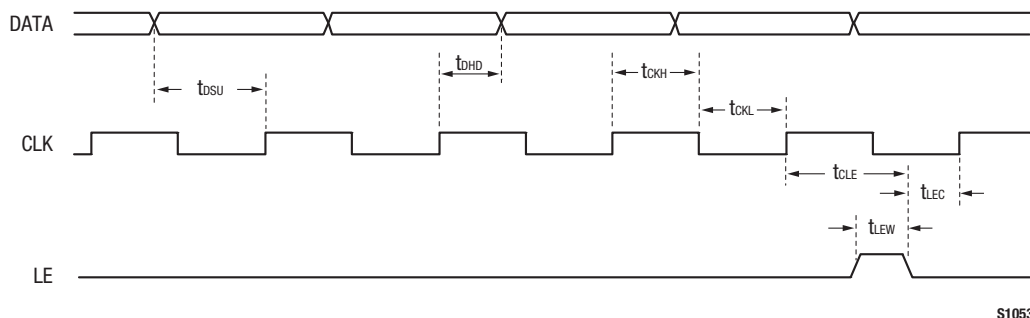 DATA
tDHD
tCKH
tDSU
tCKL
CLK
tCLE
tLEC
tLEW
LE
S1053